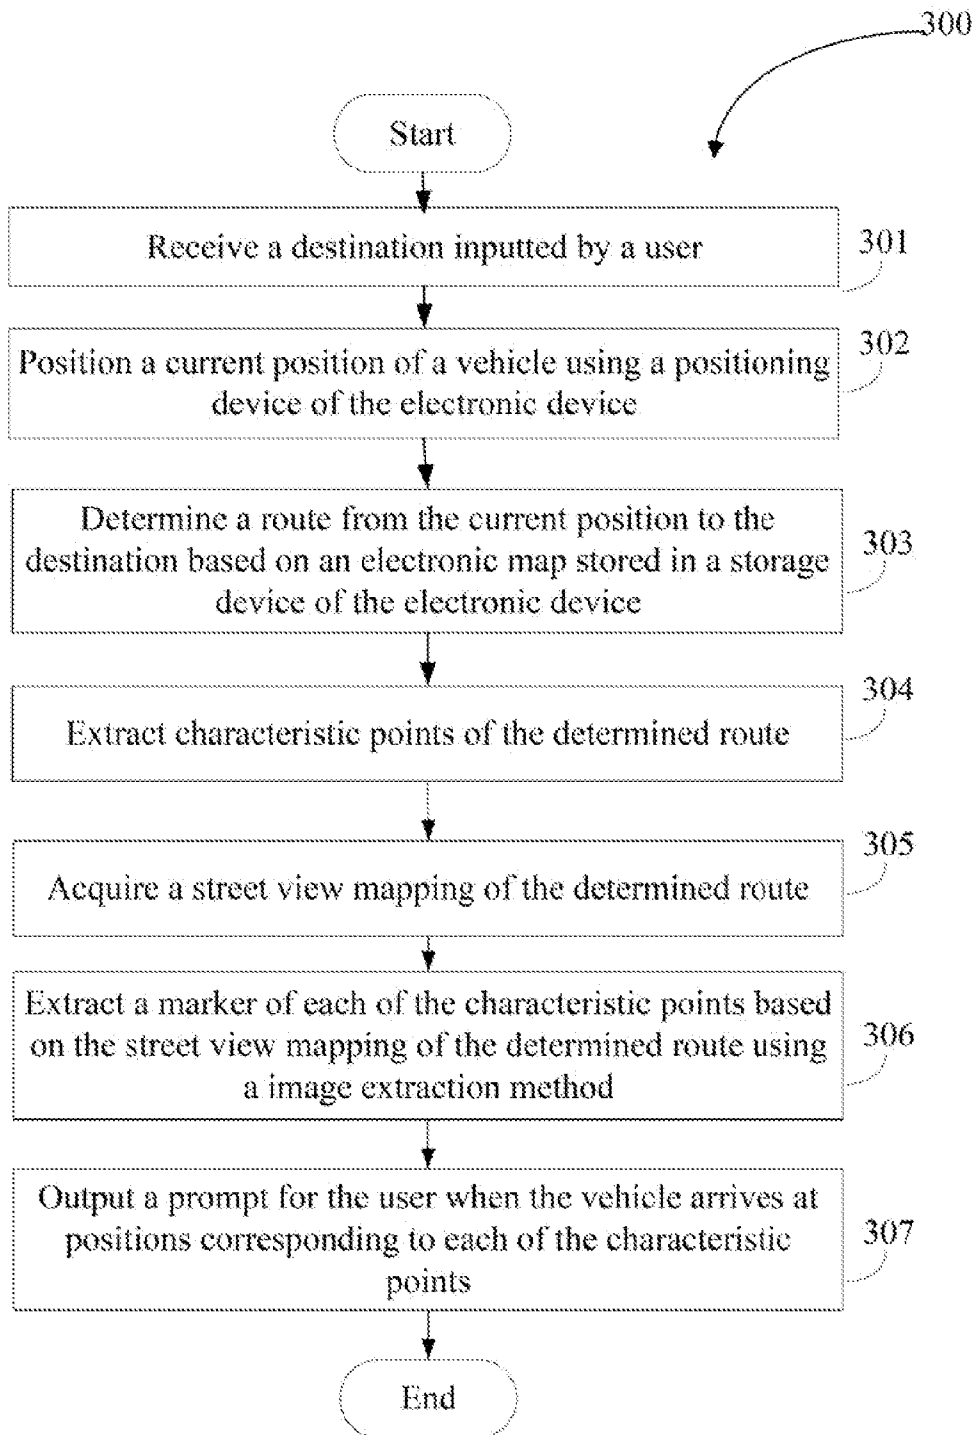 300
Start
Receive a destination inputted by a user
301
Position a current position of a vehicle using a positioning
device of the electronic device
302
Determine a route from the current position to the
destination based on an electronic map stored in a storage
device of the electronic device
303
Extract characteristic points of the determined route
304
Acquire a street view mapping of the determined route
305
Extract a marker of each of the characteristic points based
on the street view mapping of the determined route using
a image extraction method
306
Output a prompt for the user when the vehicle arrives at
positions corresponding to each of the characteristic
points
307
End